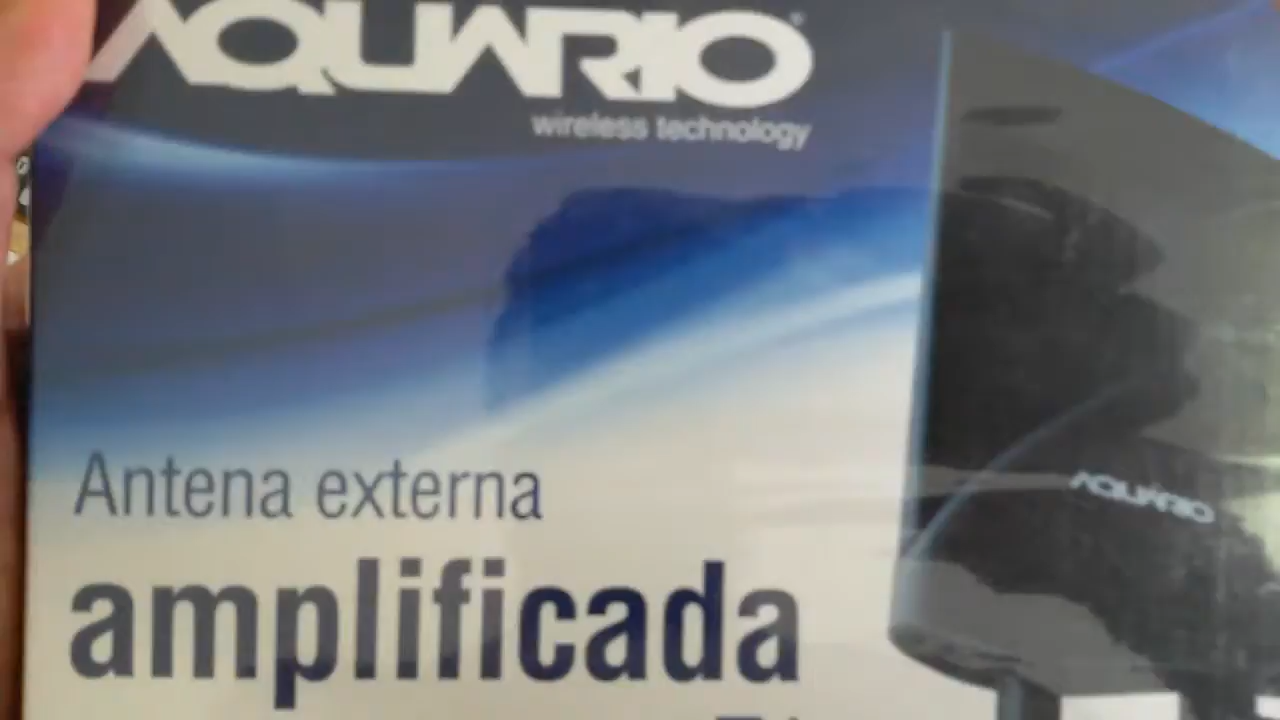 AQUARIO
wireless technology
Antena externa
amplificada
AQUARIO